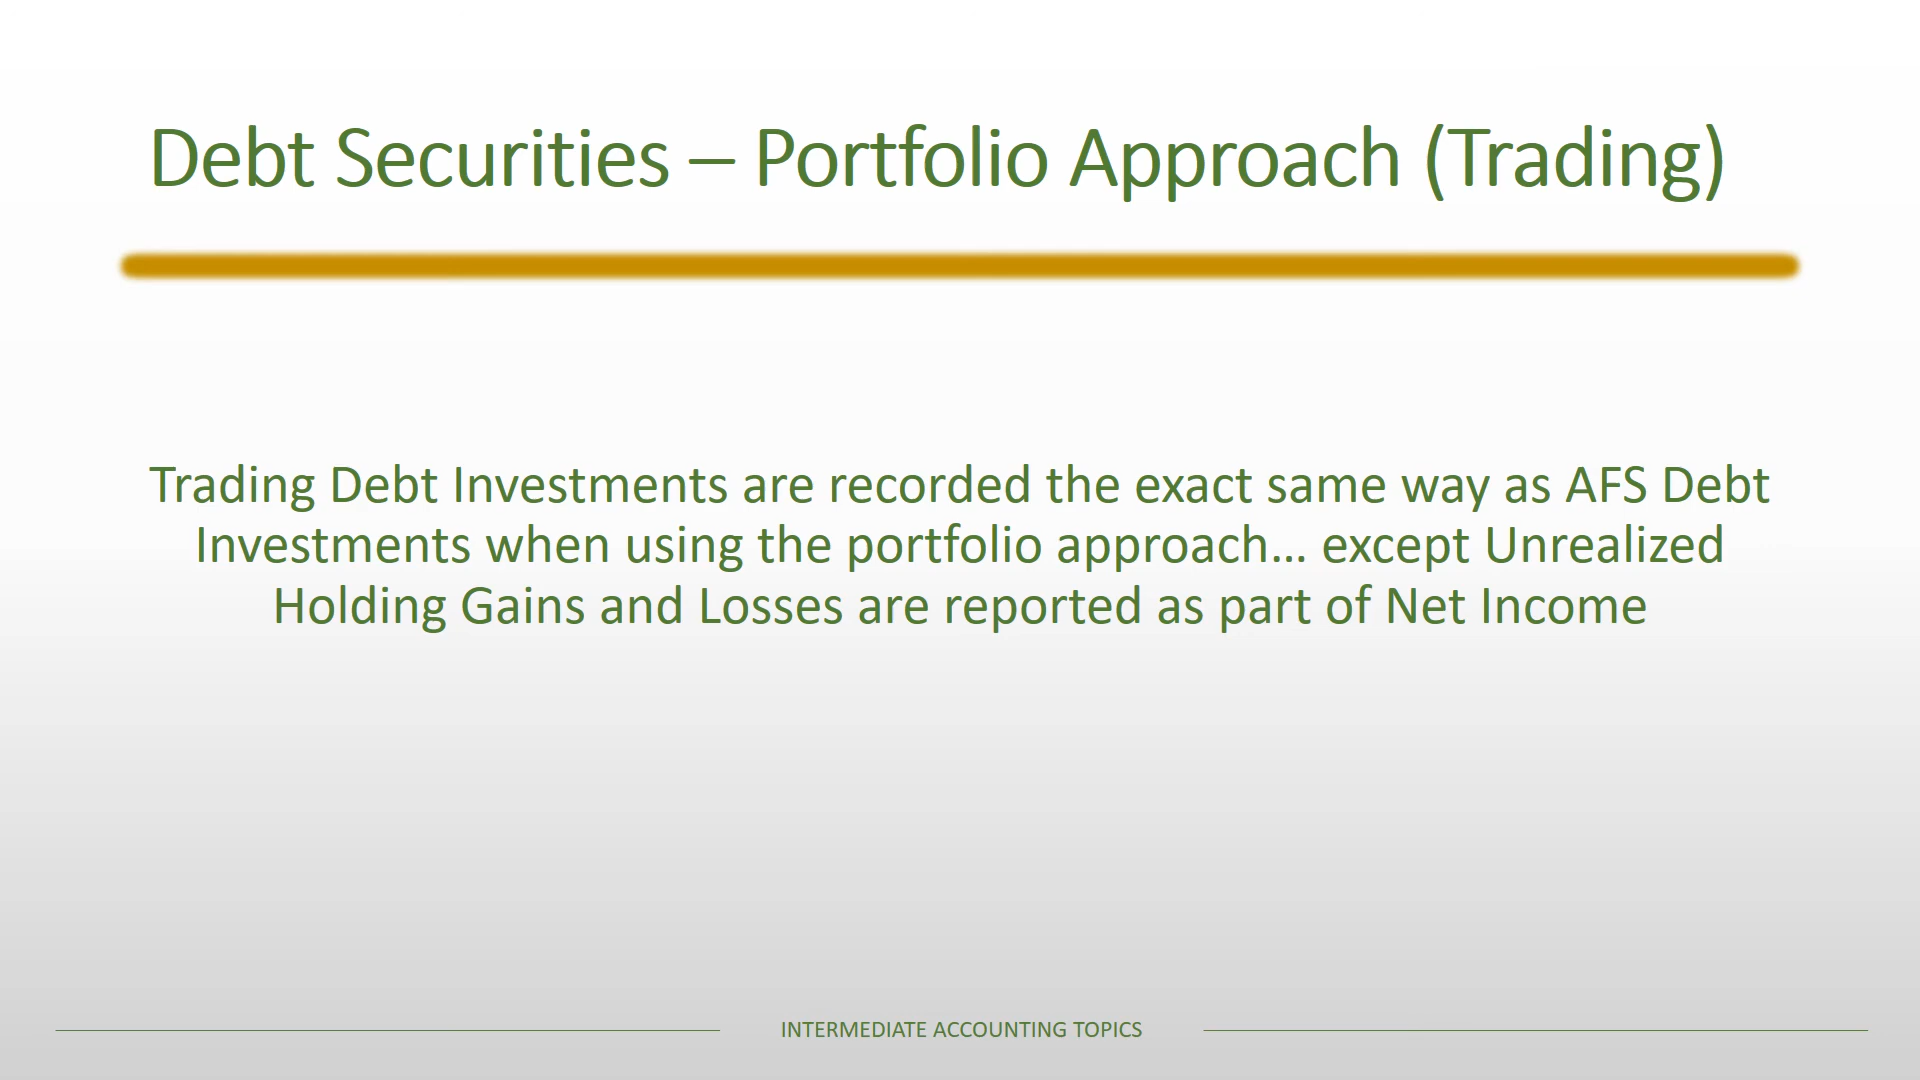 Debt Securities – Portfolio Approach (Trading)
Trading Debt Investments are recorded the exact same way as AFS Debt
Investments when using the portfolio approach… except Unrealized
Holding Gains and Losses are reported as part of Net Income
INTERMEDIATE ACCOUNTING TOPICS